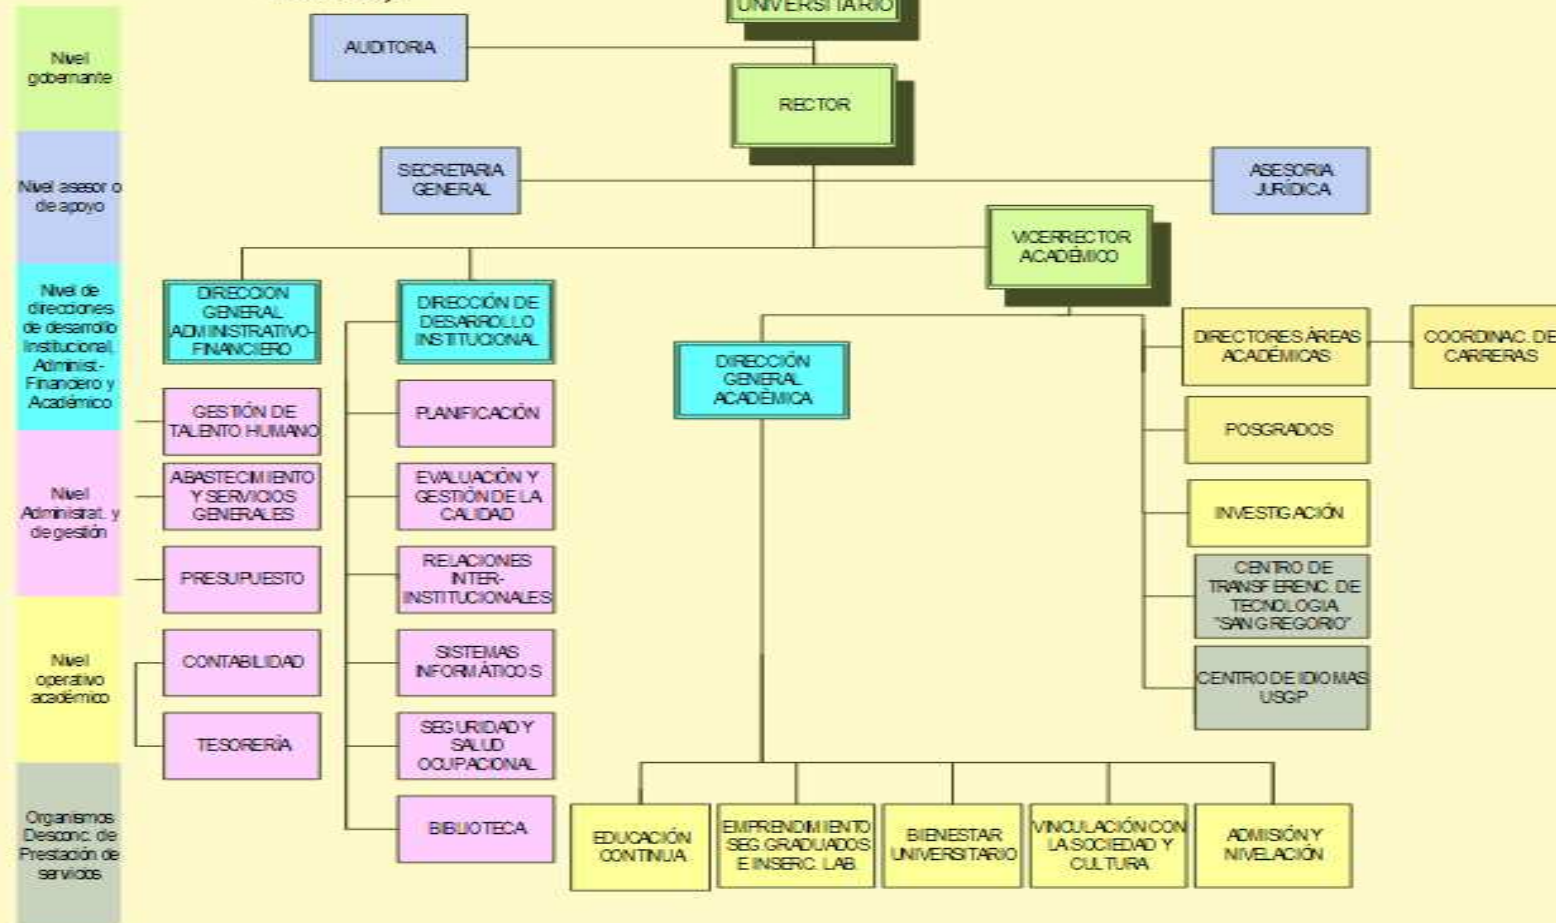 UNIVERSITARIO
AUDITORIA
Nivel
gobernante
RECTOR
SECRETARIA
GENERAL
ASESORIA
JURÍDICA
Nivel asesor o
de apoyo
VICERRECTOR
ACADÉMICO
Nivel de
direcciones
de desarrollo
Institucional,
Administ-
Financiero y
Académico
DIRECCION
GENERAL
ADMINISTRATIVO-
FINANCIERO
DIRECCIÓN DE
DESARROLLO
INSTITUCIONAL
DIRECCIÓN
GENERAL
ACADÉMICA
DIRECTORES ÁREAS
ACADÉMICAS
COORDINAC. DE
CARRERAS
GESTIÓN DE
TALENTO HUMANO
PLANIFICACIÓN
POSGRADOS
Nivel
Administrat. y
de gestión
ABASTECIMIENTO
Y SERVICIOS
GENERALES
EVALUACIÓN Y
GESTIÓN DE LA
CALIDAD
INVESTIGACIÓN
PRESUPUESTO
RELACIONES
INTER-
INSTITUCIONALES
CENTRO DE
TRANSFERENC. DE
TECNOLOGIA
"SAN GREGORIO"
Nivel
operativo
académico
CONTABILIDAD
SISTEMAS
INFORMÁTICOS
CENTRO DE IDIOMAS
USGP
TESORERÍA
SEGURIDAD Y
SALUD
OCUPACIONAL
Organismos
Desconc. de
Prestación de
servicios
BIBLIOTECA
EDUCACIÓN
CONTINUA
EMPRENDIMIENTO
SEG.GRADUADOS
E INSERC. LAB.
BIENESTAR
UNIVERSITARIO
VINCULACIÓN CON
LA SOCIEDAD Y
CULTURA
ADMISIÓN Y
NIVELACIÓN